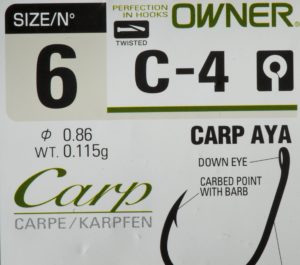 SIZE/N°
6
PERFECTION
IN HOOKS
TWISTED
OWNER
C-4
CARP AYA
ϕ 0.86
WT. 0.115g
DOWN EYE
CARBED POINT
WITH BARB
Carp
CARPE/KARPFEN